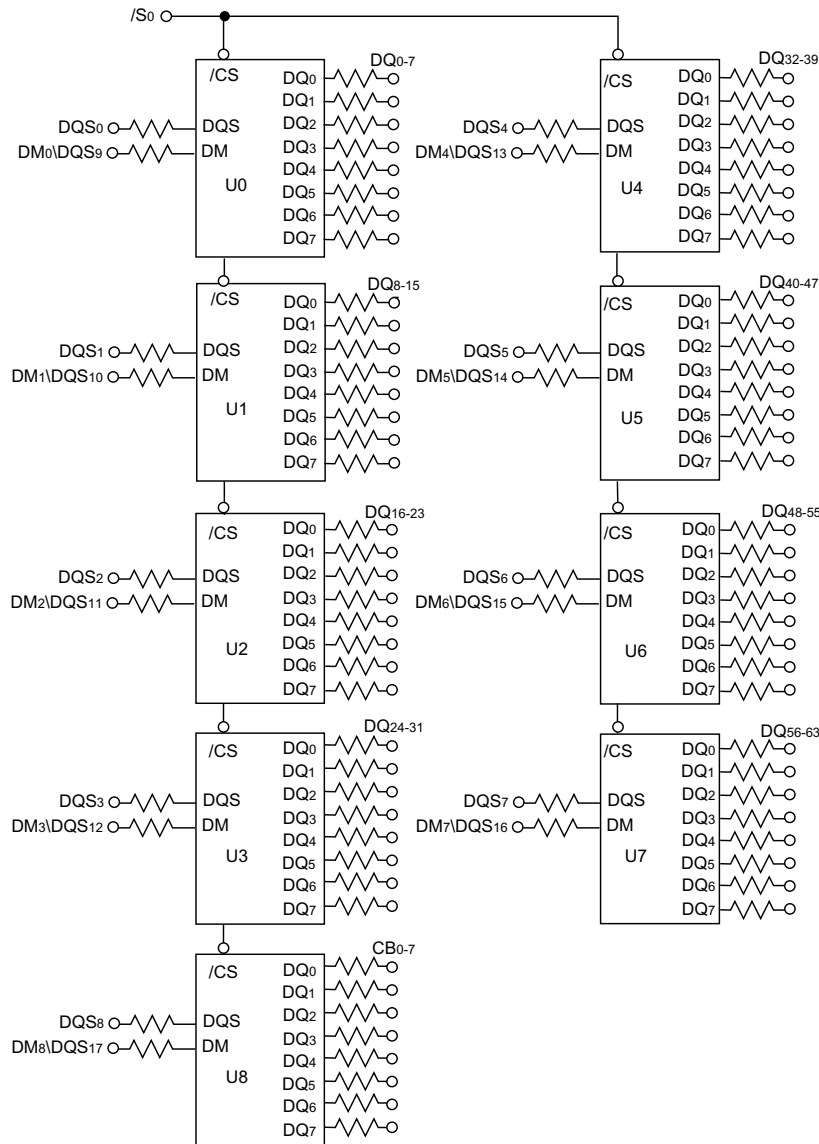 /S0
/CS
DQ0-7
DQ0
DQ1
DQS0
DQS
DQ2
DM0\DQS9
DM
DQ3
DQ4
U0
DQ5
DQ6
DQ7
/CS
DQ32-39
DQ0
DQ1
DQS4
DQS
DQ2
DM4\DQS13
DM
DQ3
DQ4
U4
DQ5
DQ6
DQ7
/CS
DQ8-15
DQ0
DQ1
DQS1
DQS
DQ2
DM1\DQS10
DM
DQ3
DQ4
U1
DQ5
DQ6
DQ7
/CS
DQ40-47
DQ0
DQ1
DQS5
DQS
DQ2
DM5\DQS14
DM
DQ3
DQ4
U5
DQ5
DQ6
DQ7
/CS
DQ16-23
DQ0
DQ1
DQS2
DQS
DQ2
DM2\DQS11
DM
DQ3
DQ4
U2
DQ5
DQ6
DQ7
/CS
DQ48-55
DQ0
DQ1
DQS6
DQS
DQ2
DM6\DQS15
DM
DQ3
DQ4
U6
DQ5
DQ6
DQ7
/CS
DQ24-31
DQ0
DQ1
DQS3
DQS
DQ2
DM3\DQS12
DM
DQ3
DQ4
U3
DQ5
DQ6
DQ7
/CS
DQ56-63
DQ0
DQ1
DQS7
DQS
DQ2
DM7\DQS16
DM
DQ3
DQ4
U7
DQ5
DQ6
DQ7
/CS
CB0-7
DQ0
DQ1
DQS8
DQS
DQ2
DM8\DQS17
DM
DQ3
DQ4
U8
DQ5
DQ6
DQ7